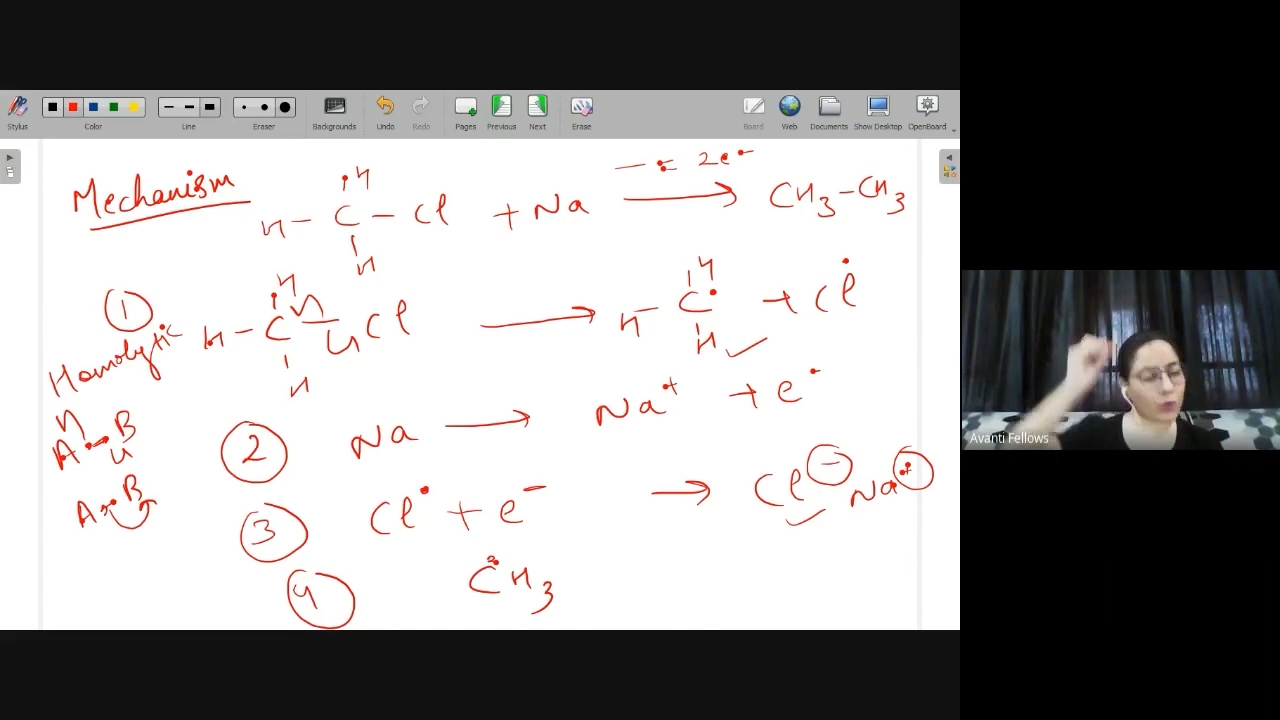 Stylus Color Line Eraser Backgrounds Undo Redo Pages Previous Next Erase Board Web Documents Show Desktop OpenBoard
Mechanism
H
H - C - Cl + Na
H
2e
CH3-CH3
1
Homolytic
H
H - C Cl
H
H
H C• + Cl•
H
A B
A B
2 Na → Na+ + e
3 Cl• + e- → Cl- Na+
4 CH3
Avanti Fellows